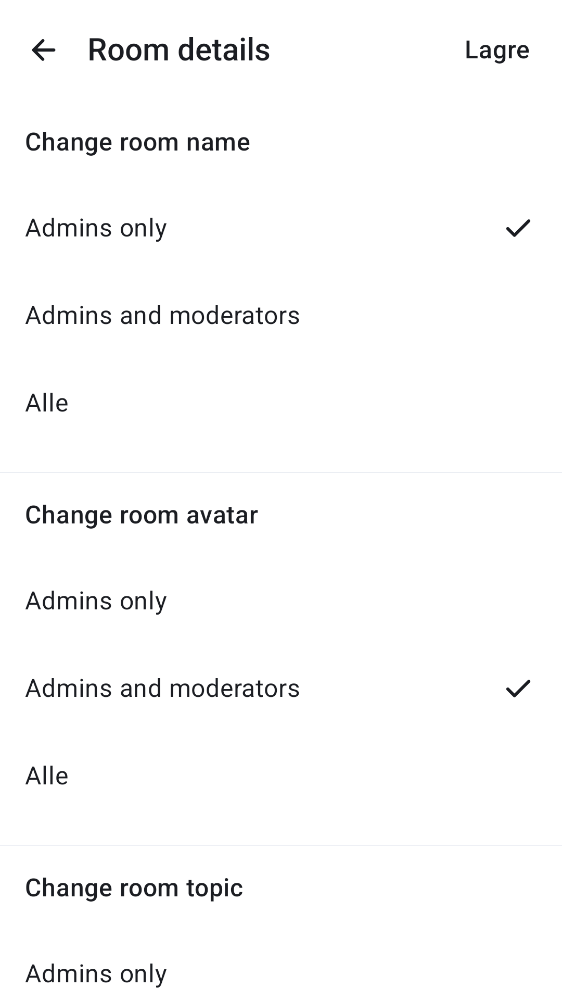 Room details
Lagre
Change room name
Admins only
Admins and moderators
Alle
Change room avatar
Admins only
Admins and moderators
Alle
Change room topic
Admins only